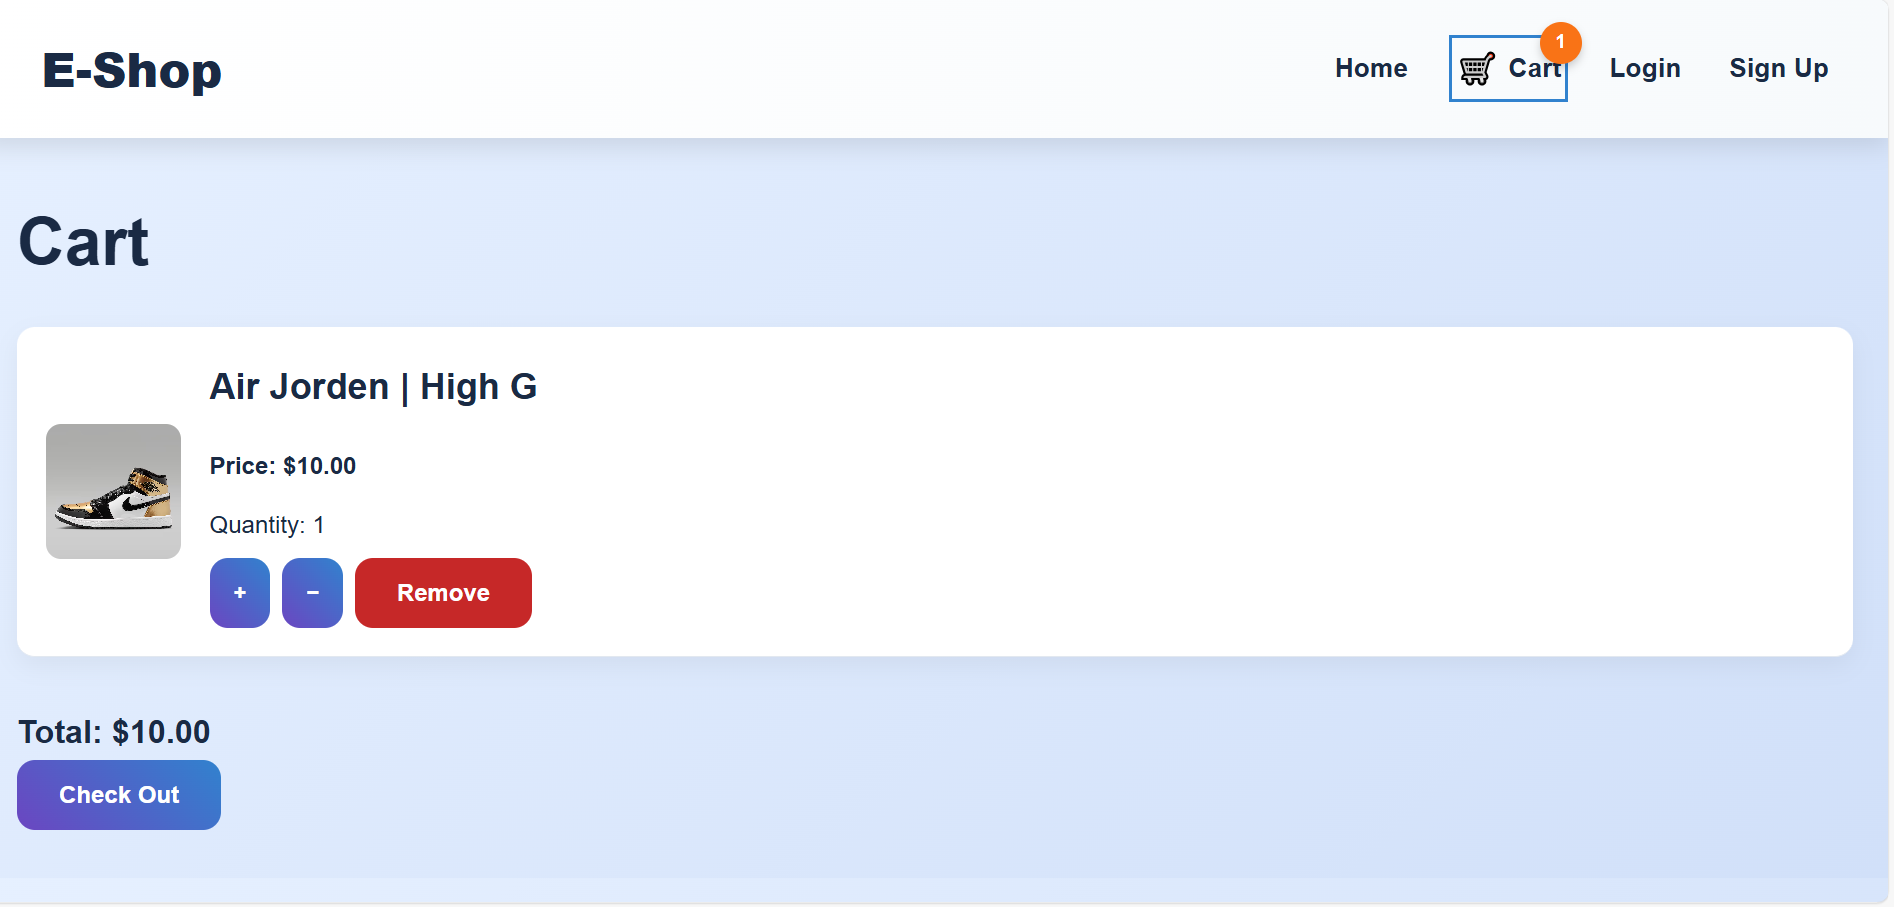 E-Shop
Home
Cart
1
Login
Sign Up
Cart
Air Jorden | High G
Price: $10.00
Quantity: 1
+
−
Remove
Total: $10.00
Check Out